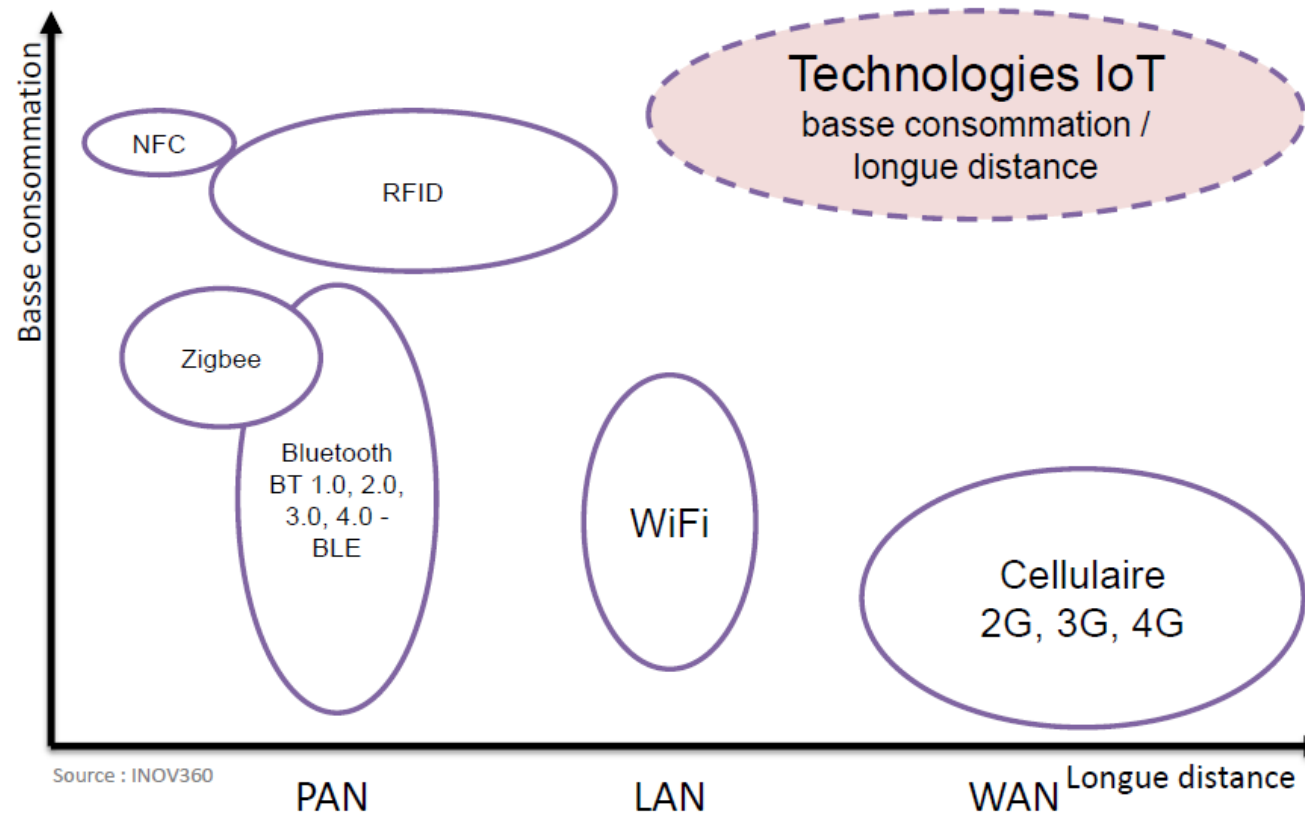 Basse consommation
Technologies IoT
basse consommation /
longue distance
NFC
RFID
Zigbee
Bluetooth
BT 1.0, 2.0,
3.0, 4.0 -
BLE
WiFi
Cellulaire
2G, 3G, 4G
Source : INOV360
PAN
LAN
WAN
Longue distance